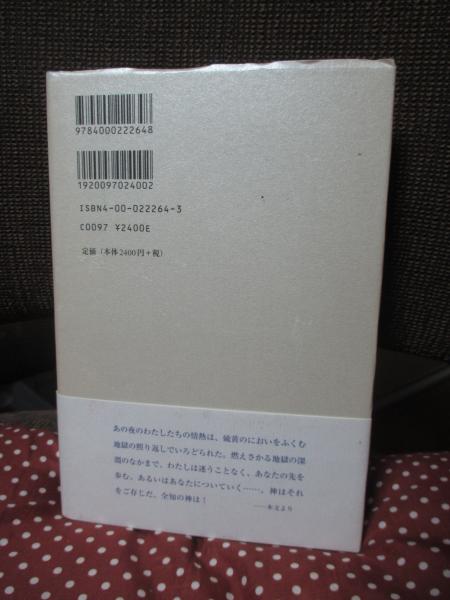 9784000222648
1920097024002
ISBN4-00-022264-3
C0097 ¥2400E
定価(本体2400円+税)
あの夜のわたしたちの情熱は、硫黄のにおいをふくむ
地獄の照り返しでいろどられた。燃えさかる地獄の深
淵のなかまで、わたしは迷うことなく、あなたの先を
歩む、あるいはあなたについていく……。神はそれ
をご存じだ、全知の神は!
──本文より